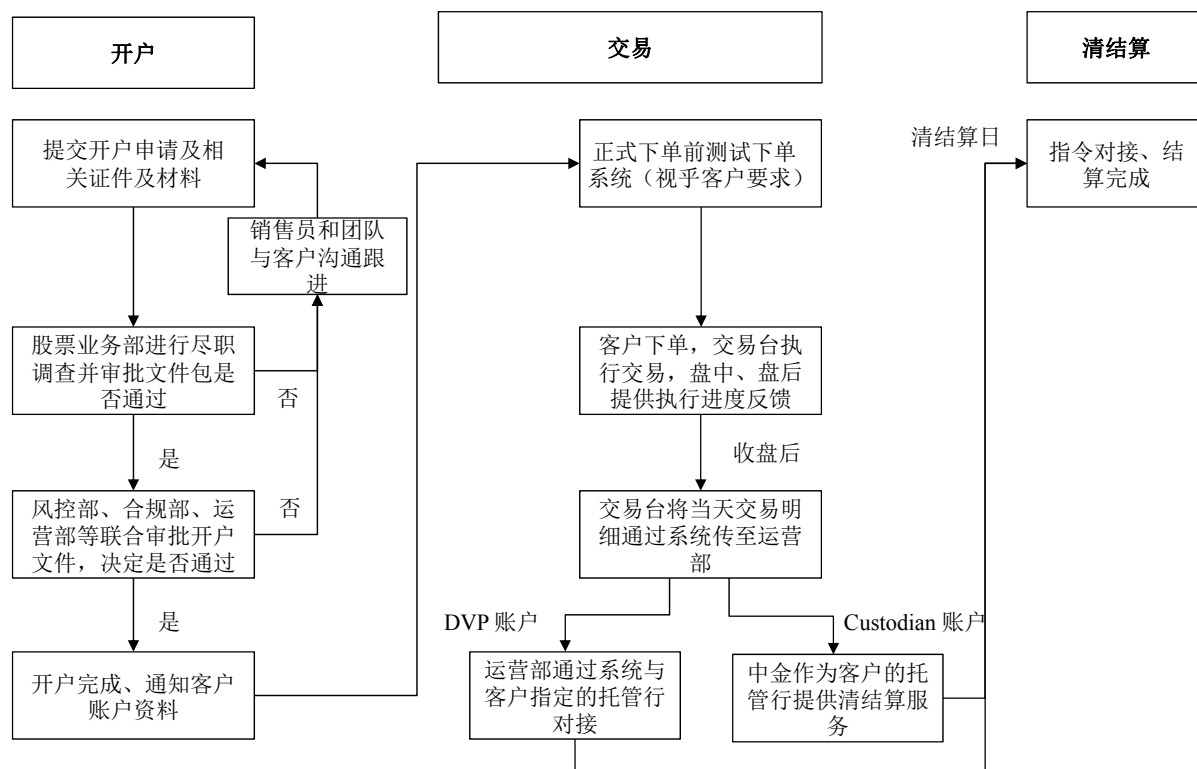 开户
交易
清结算
提交开户申请及相
关证件及材料
销售员和团队
与客户沟通跟
进
股票业务部进行尽职
调查并审批文件包是
否通过
否
是
风控部、合规部、运
营部等联合审批开户
文件，决定是否通过
否
是
开户完成、通知客户
账户资料
正式下单前测试下单
系统（视乎客户要求）
客户下单，交易台执
行交易，盘中、盘后
提供执行进度反馈
收盘后
交易台将当天交易明
细通过系统传至运营
部
DVP 账户
Custodian 账户
运营部通过系统与
客户指定的托管行
对接
中金作为客户的托
管行提供清结算服
务
清结算日
指令对接、结
算完成